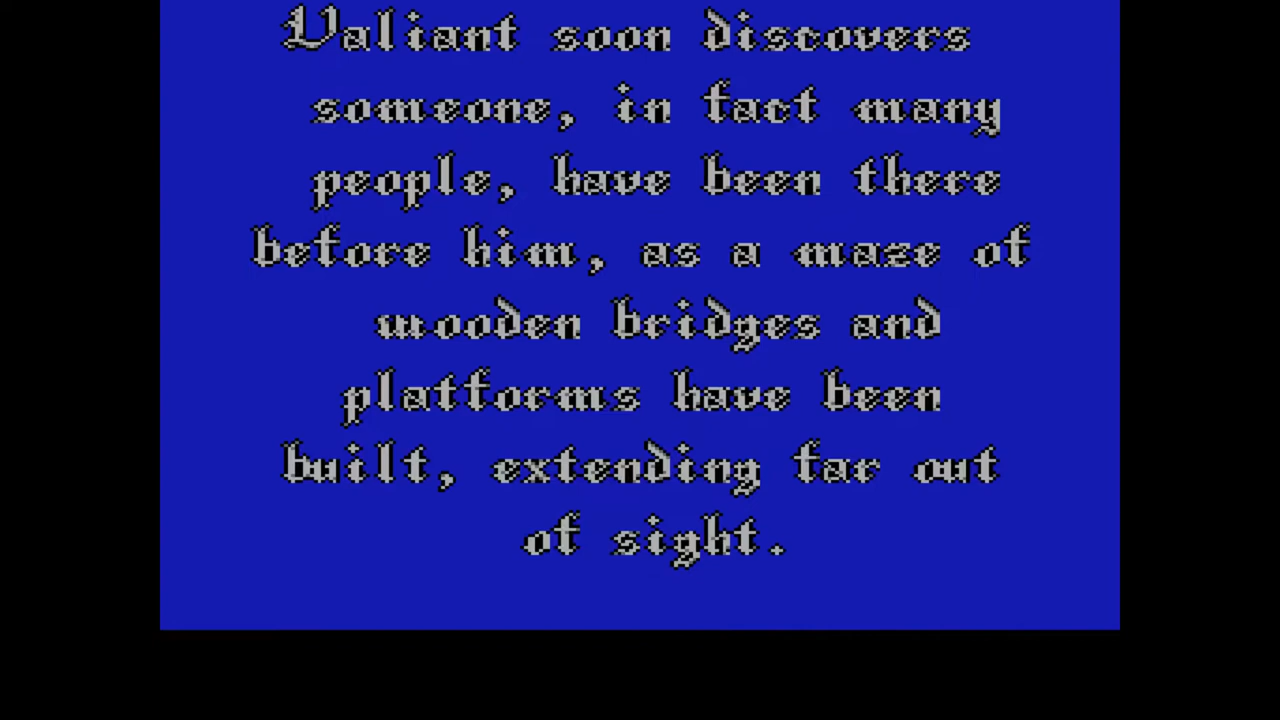 Valiant soon discovers
someone, in fact many
people, have been there
before him, as a maze of
wooden bridges and
platforms have been
built, extending far out
of sight.